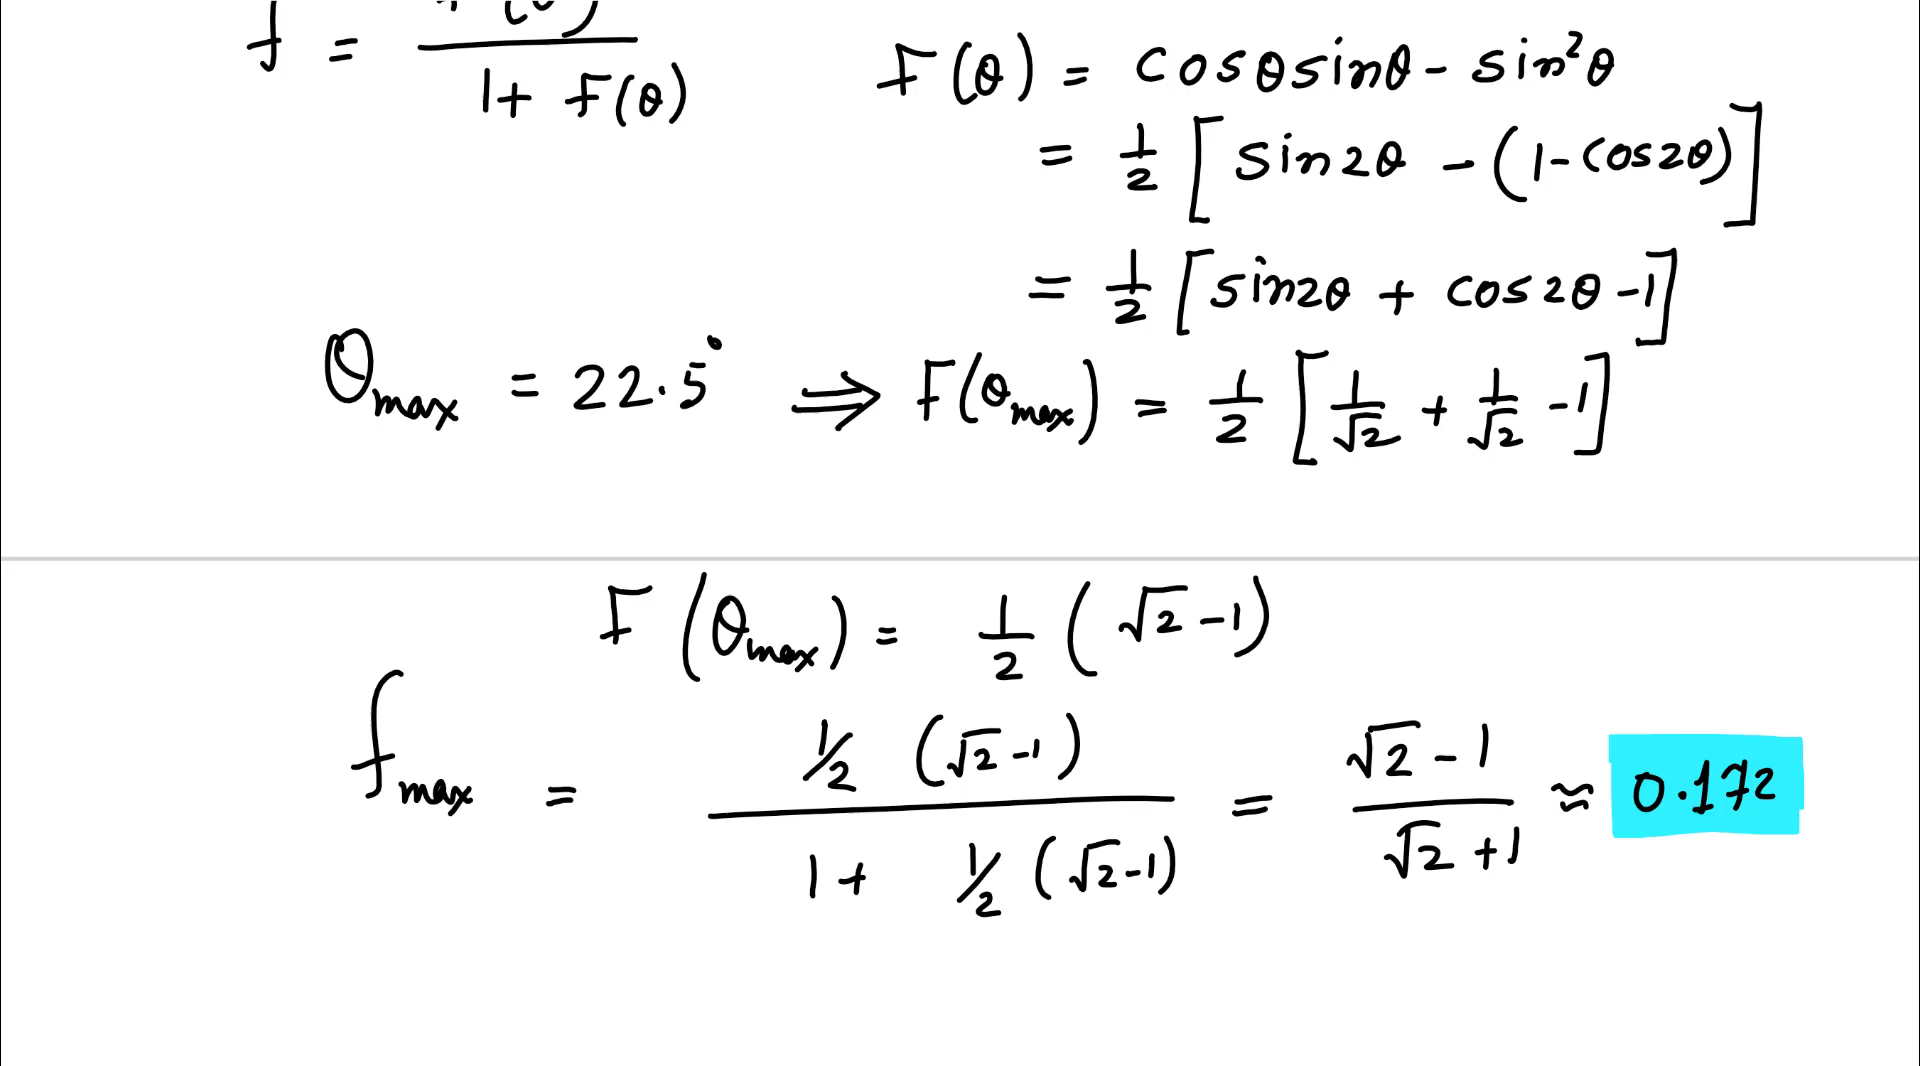 f = F(θ) / 1 + F(θ)
F(θ) = cosθsinθ - sin²θ
= 1/2 [sin2θ - (1 - cos2θ)]
= 1/2 [sin2θ + cos2θ - 1]
θmax = 22.5° ⇒ F(θmax) = 1/2 [1/√2 + 1/√2 - 1]
F(θmax) = 1/2 (√2 - 1)
fmax = 1/2 (√2 - 1) / 1 + 1/2 (√2 - 1) = √2 - 1 / √2 + 1 ≈ 0.172